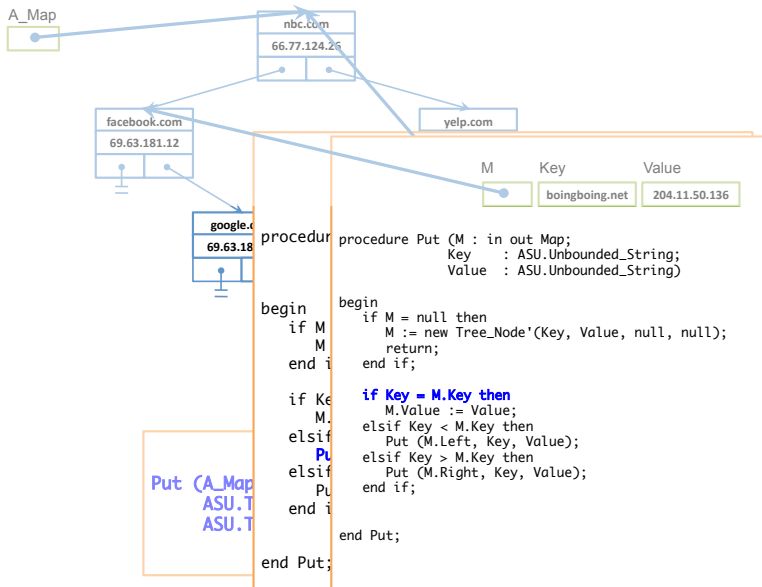 A_Map
nbc.com
66.77.124.26
facebook.com
69.63.181.12
yelp.com
M Key Value
boingboing.net 204.11.50.136
google.c
69.63.18
procedur
begin
if M
M
end i
if Ke
M.
elsif
Pu
elsif
Pu
end i
end Put;
Put (A_Map
ASU.T
ASU.T
procedure Put (M : in out Map;
Key : ASU.Unbounded_String;
Value : ASU.Unbounded_String)
begin
if M = null then
M := new Tree_Node'(Key, Value, null, null);
return;
end if;
if Key = M.Key then
M.Value := Value;
elsif Key < M.Key then
Put (M.Left, Key, Value);
elsif Key > M.Key then
Put (M.Right, Key, Value);
end if;
end Put;